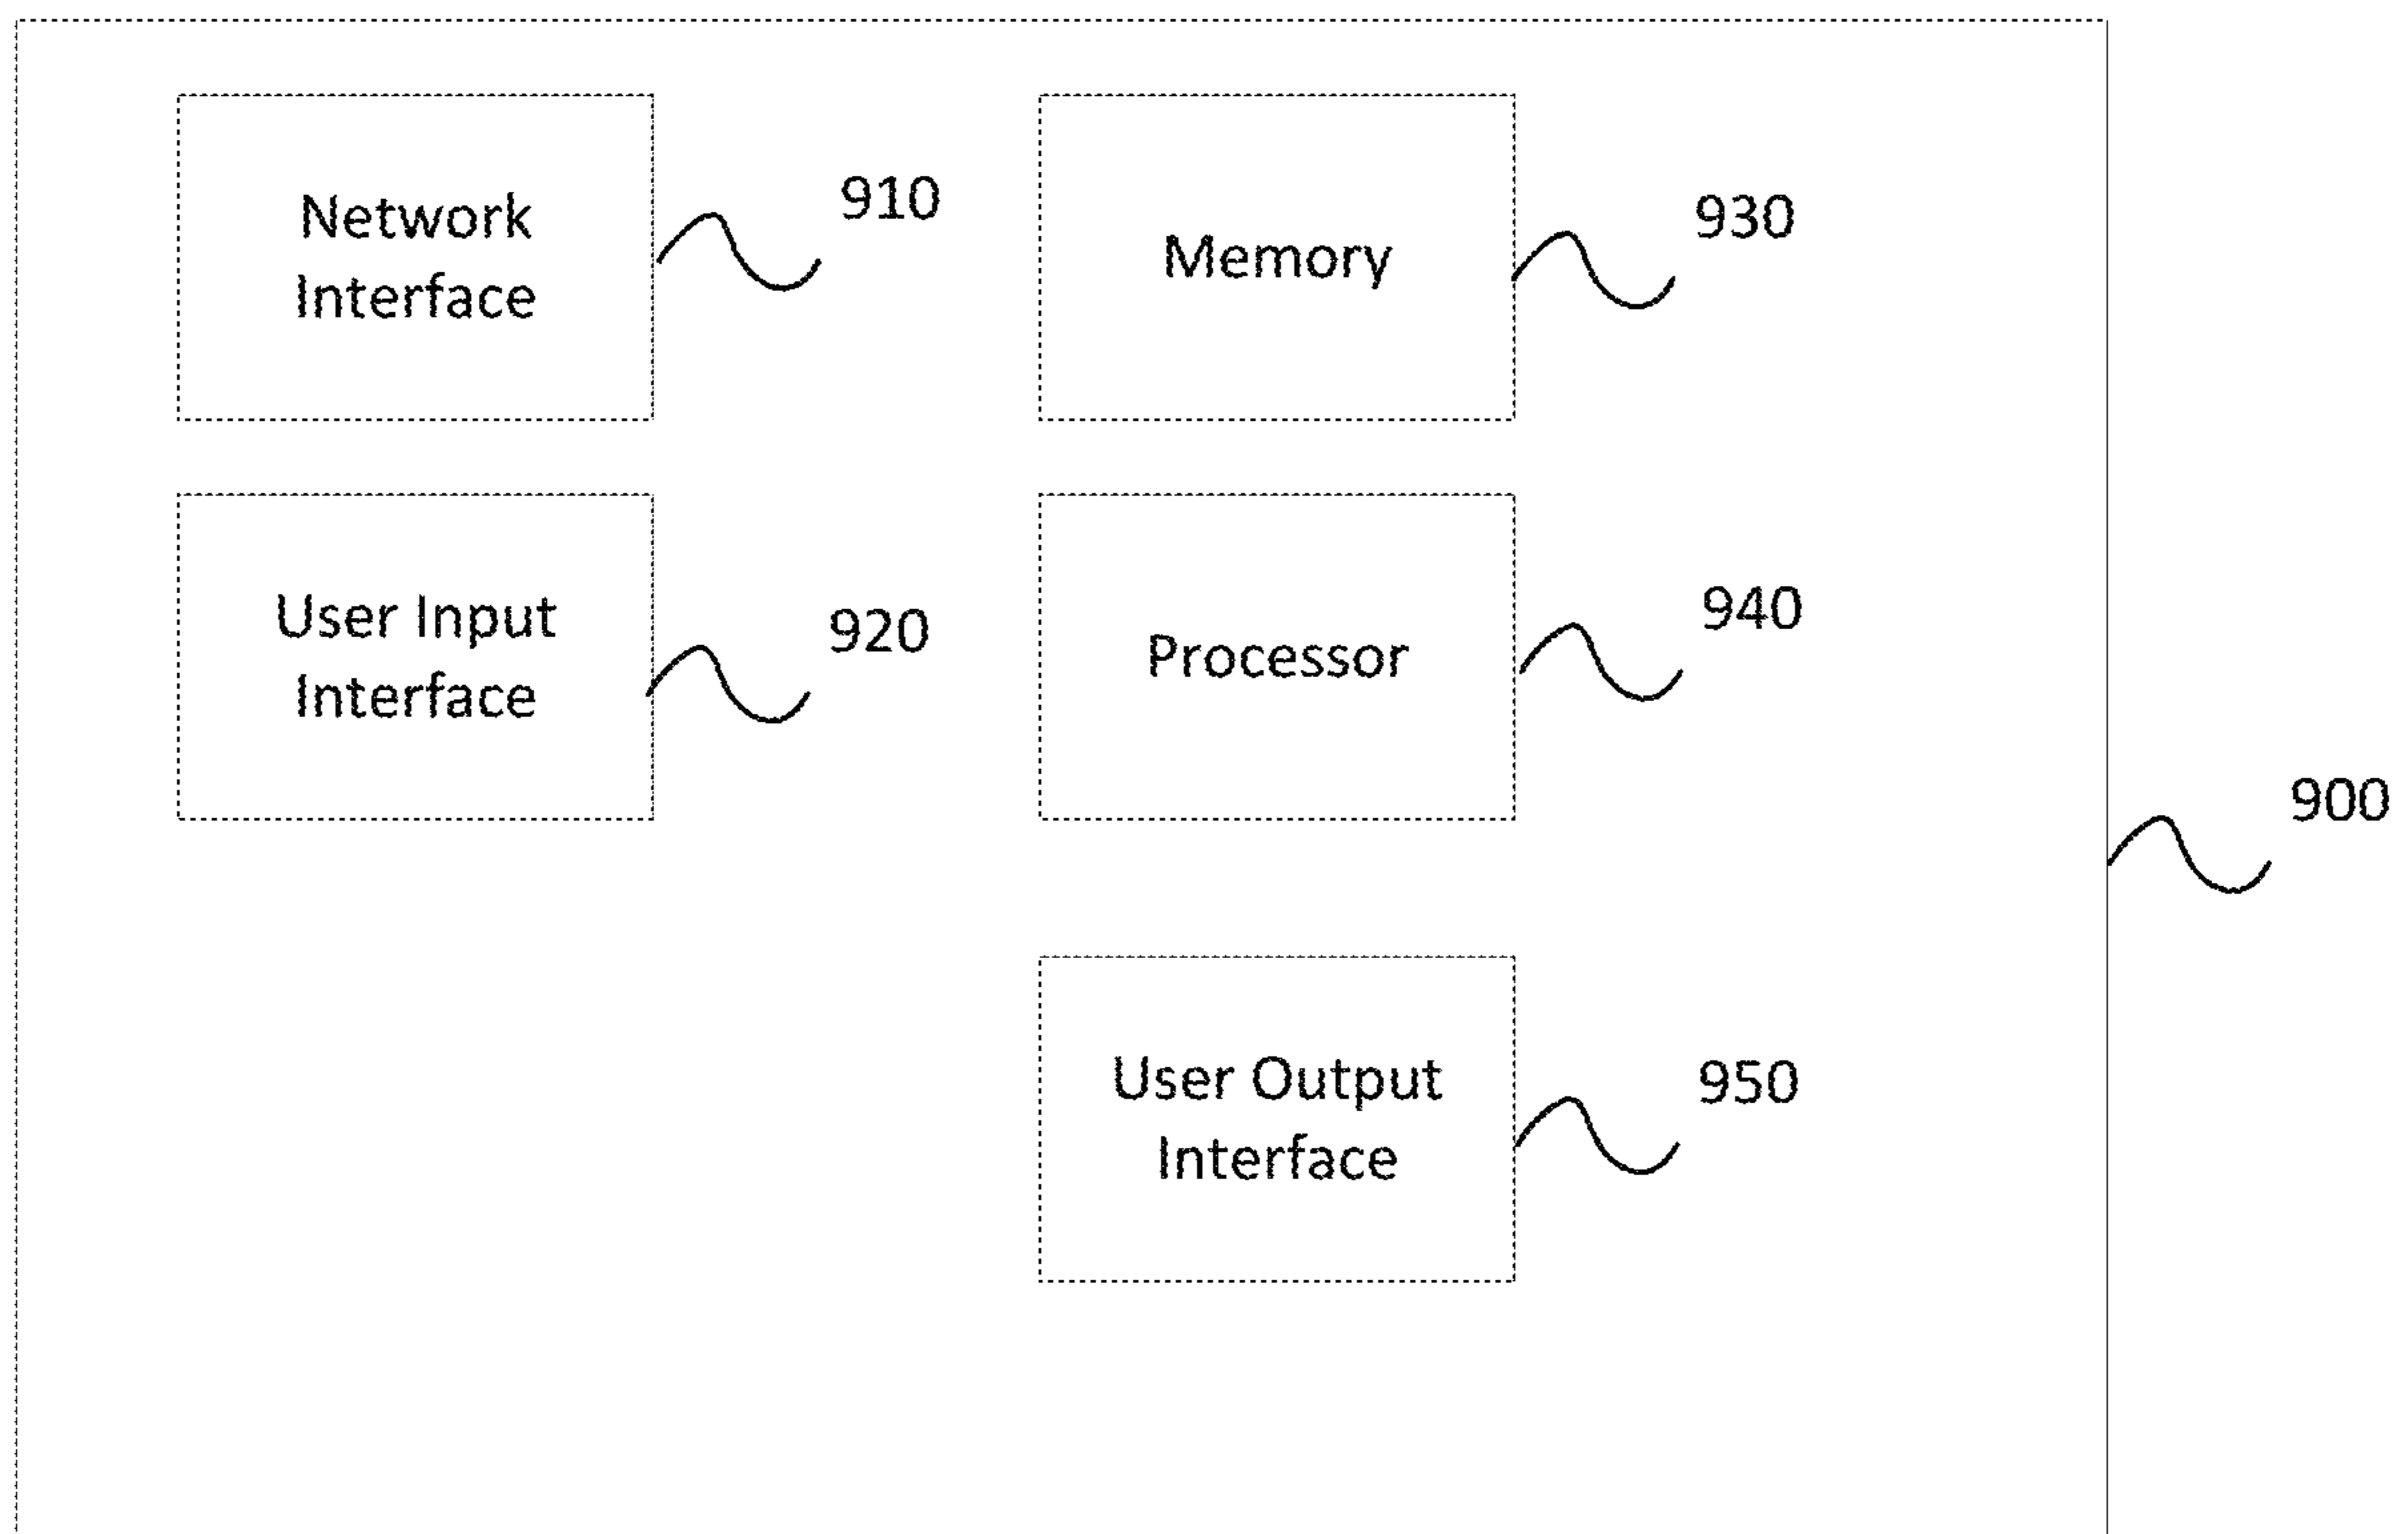 Network
Interface
910
Memory
930
User Input
Interface
920
Processor
940
900
User Output
Interface
950